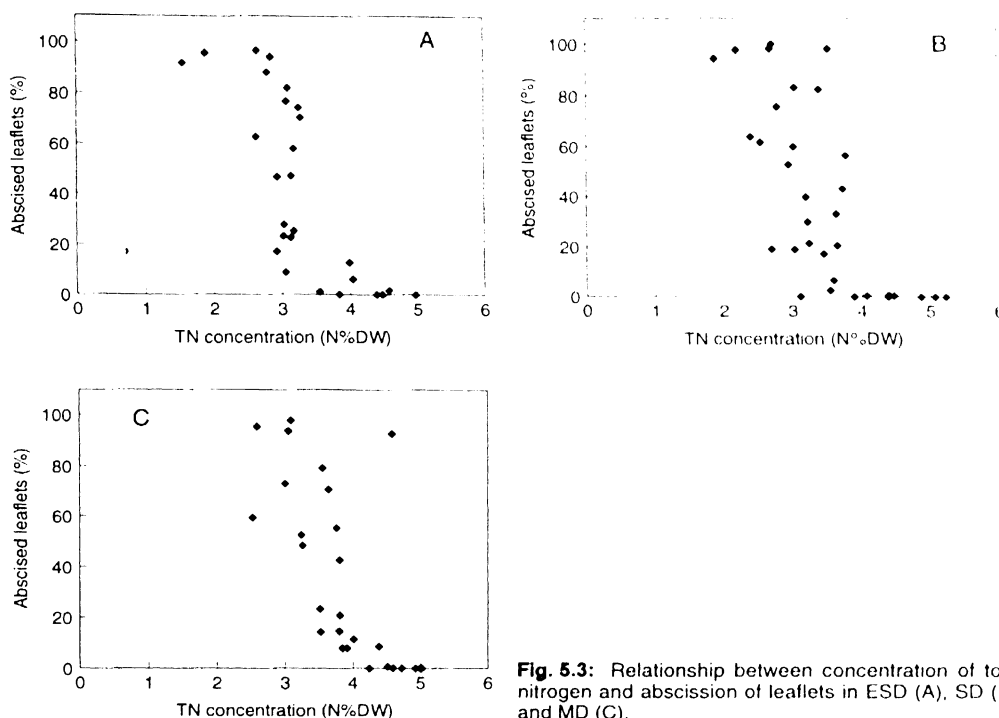 A
B
100
80
60
40
20
0
Abscised leaflets (%)
0 1 2 3 4 5 6
TN concentration (N%DW)
100
80
60
40
20
0
Abscised leaflets (%)
0 1 2 3 4 5 6
TN concentration (N%DW)
C
100
80
60
40
20
0
Abscised leaflets (%)
0 1 2 3 4 5 6
TN concentration (N%DW)
Fig. 5.3: Relationship between concentration of to
nitrogen and abscission of leaflets in ESD (A), SD (
and MD (C).